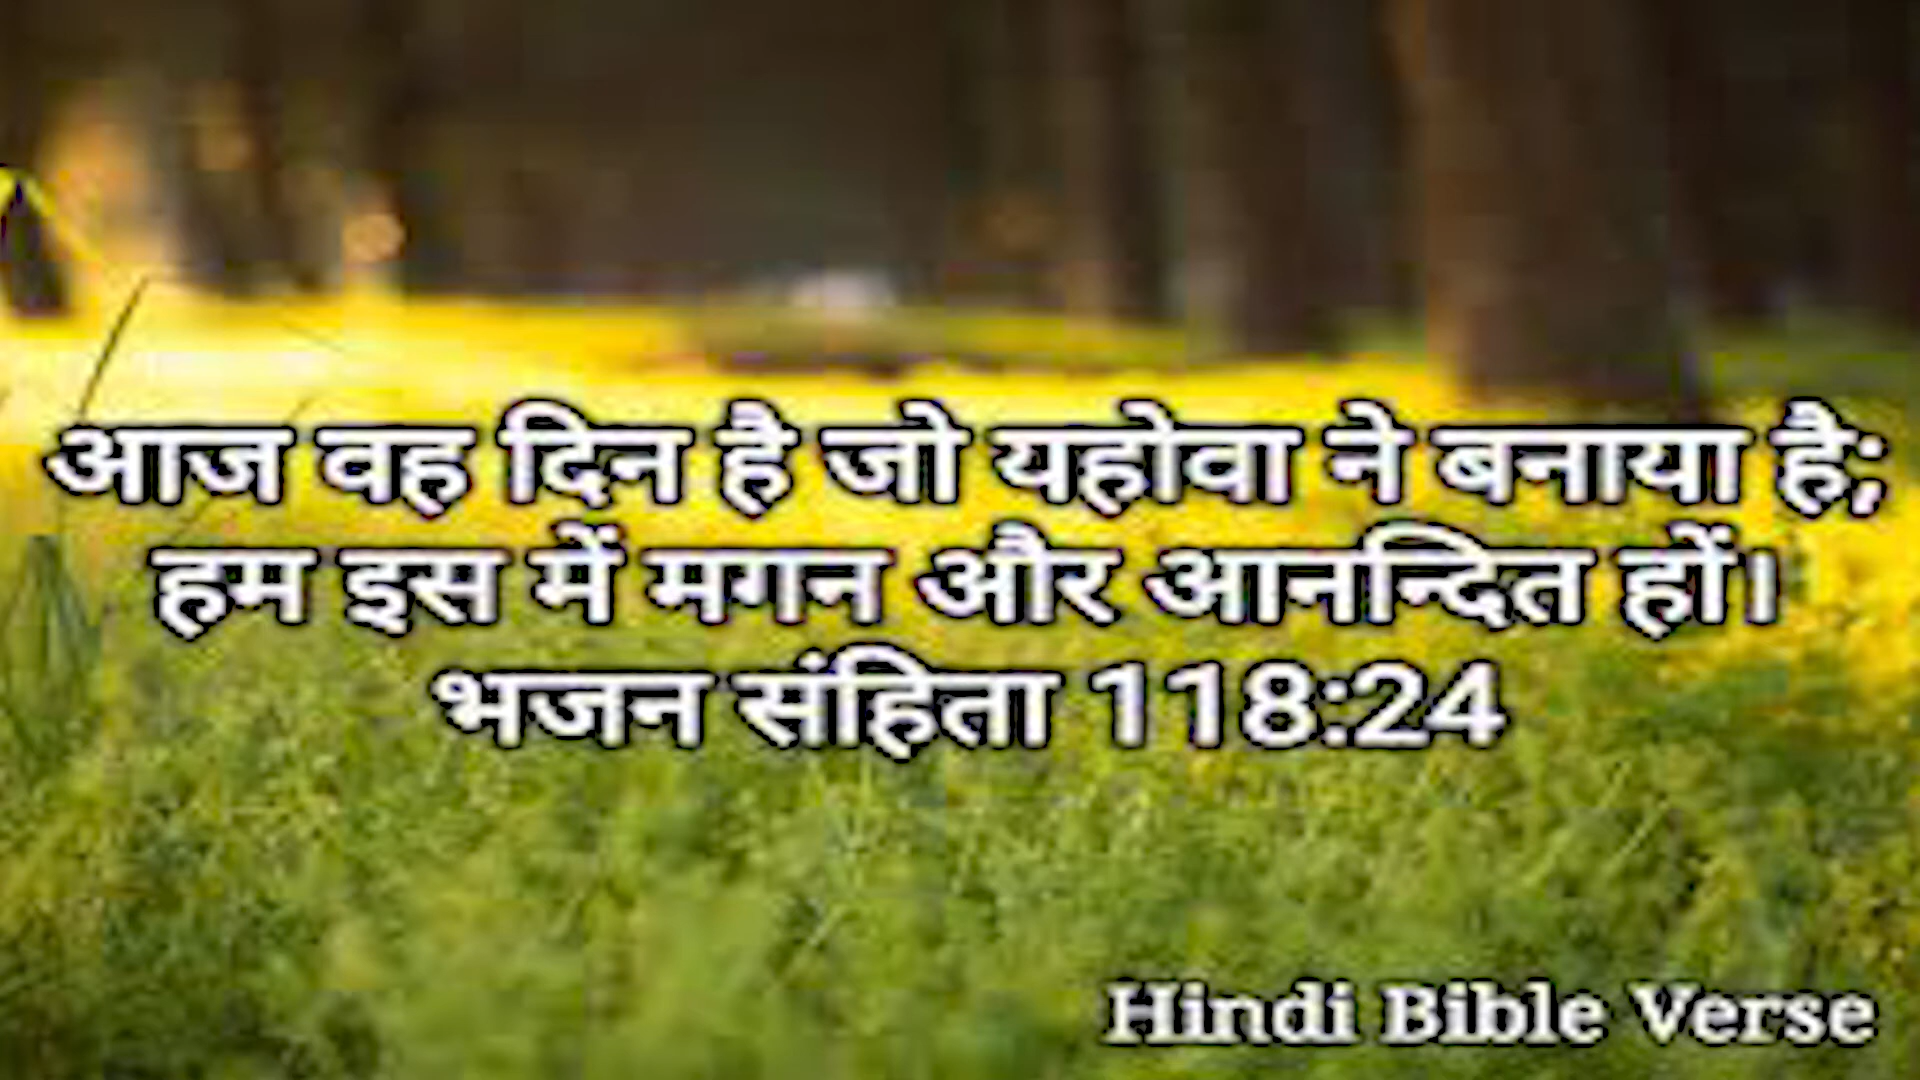 आज वह दिन है जो यहोवा ने बनाया है;
हम इस में मगन और आनन्दित हों।
भजन संहिता 118:24
Hindi Bible Verse